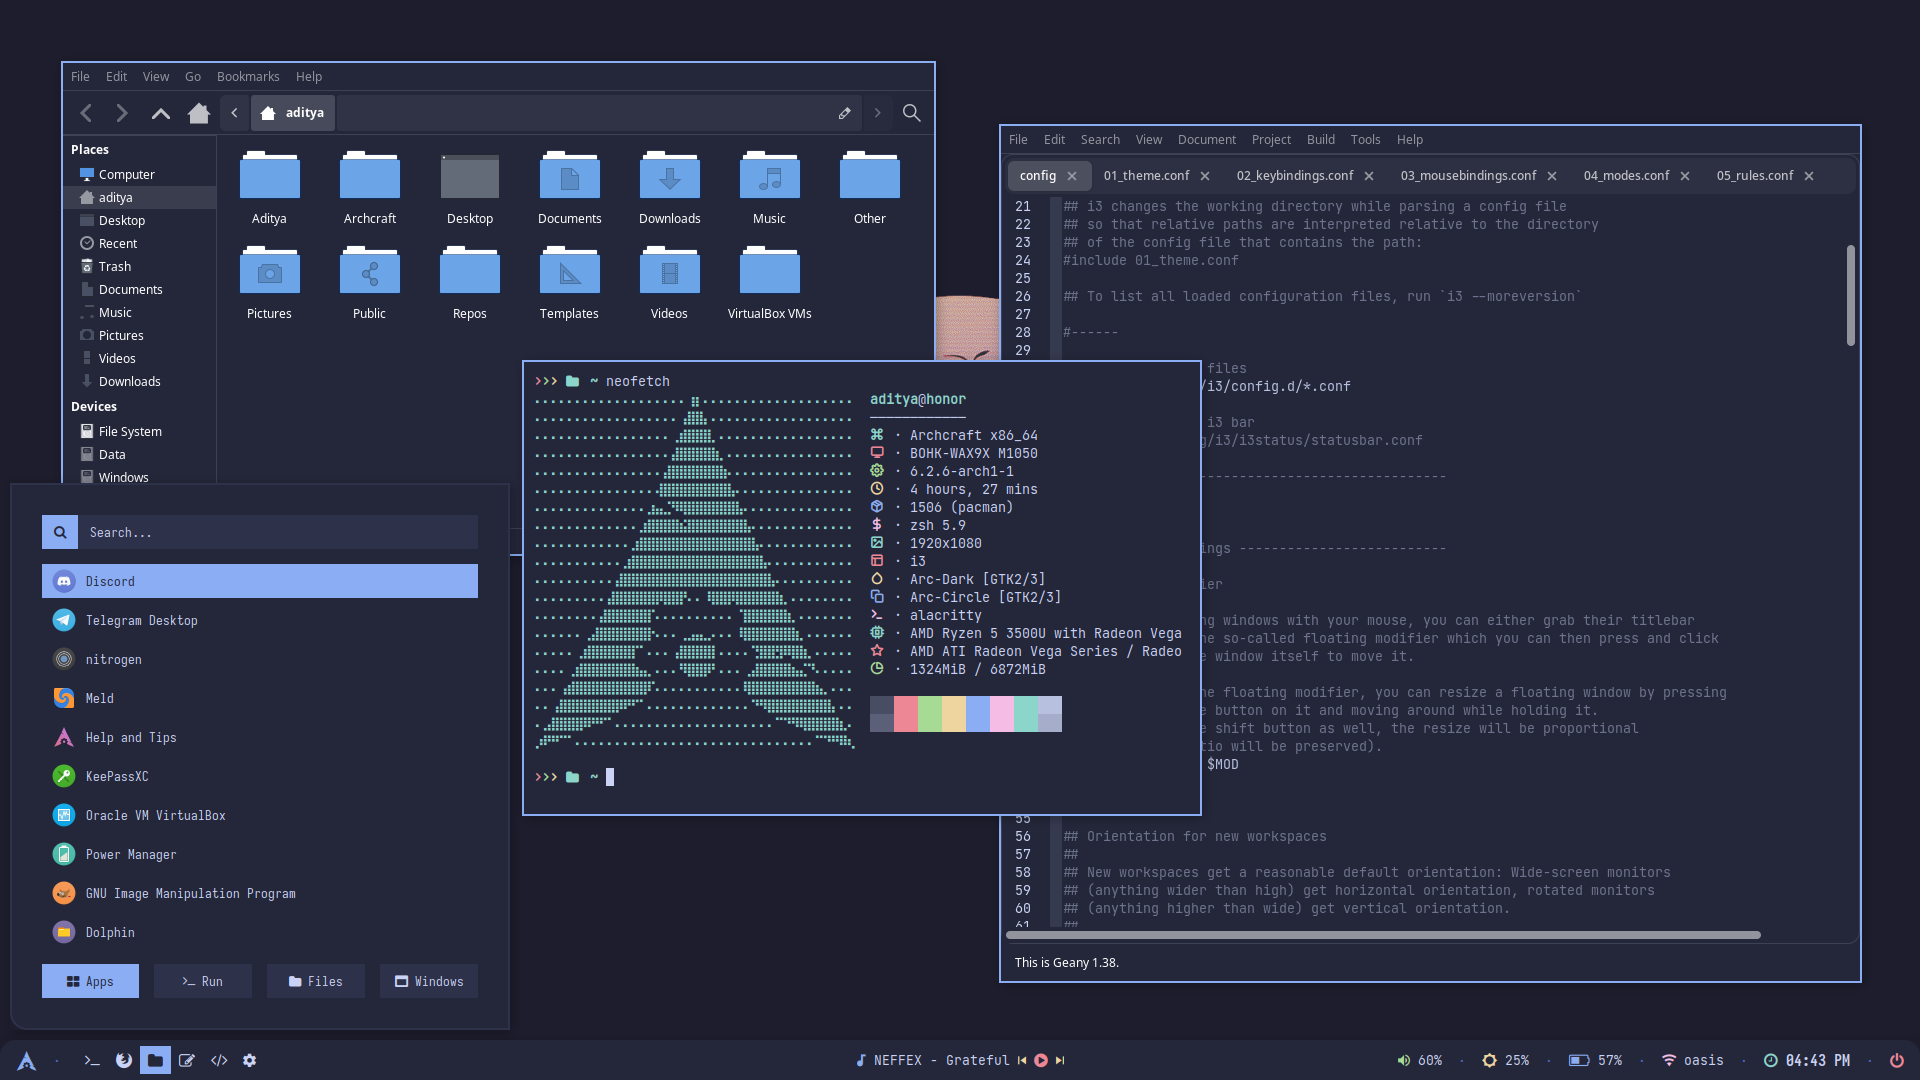 File Edit View Go Bookmarks Help
aditya
Places
Computer
aditya
Desktop
Recent
Trash
Documents
Music
Pictures
Videos
Downloads
Devices
File System
Data
Windows
Aditya Archcraft Desktop Documents Downloads Music Other
Pictures Public Repos Templates Videos VirtualBox VMs
File Edit Search View Document Project Build Tools Help
config 01_theme.conf 02_keybindings.conf 03_mousebindings.conf 04_modes.conf 05_rules.conf
21 ## i3 changes the working directory while parsing a config file
22 ## so that relative paths are interpreted relative to the directory
23 ## of the config file that contains the path:
24 #include 01_theme.conf
25
26 ## To list all loaded configuration files, run `i3 --moreversion`
27
28 #------
29
files
/i3/config.d/*.conf
i3 bar
g/i3/i3status/statusbar.conf
------------------------------
ings --------------------------
ier
ng windows with your mouse, you can either grab their titlebar
ne so-called floating modifier which you can then press and click
e window itself to move it.
ne floating modifier, you can resize a floating window by pressing
e button on it and moving around while holding it.
e shift button as well, the resize will be proportional
tio will be preserved).
$MOD
55
56 ## Orientation for new workspaces
57 ##
58 ## New workspaces get a reasonable default orientation: Wide-screen monitors
59 ## (anything wider than high) get horizontal orientation, rotated monitors
60 ## (anything higher than wide) get vertical orientation.
61 ##
This is Geany 1.38.
>>> ~ neofetch
aditya@honor
------------
· Archcraft x86_64
· BOHK-WAX9X M1050
· 6.2.6-arch1-1
· 4 hours, 27 mins
· 1506 (pacman)
· zsh 5.9
· 1920x1080
· i3
· Arc-Dark [GTK2/3]
· Arc-Circle [GTK2/3]
· alacritty
· AMD Ryzen 5 3500U with Radeon Vega
· AMD ATI Radeon Vega Series / Radeo
· 1324MiB / 6872MiB
>>> ~
Search...
Discord
Telegram Desktop
nitrogen
Meld
Help and Tips
KeePassXC
Oracle VM VirtualBox
Power Manager
GNU Image Manipulation Program
Dolphin
Apps Run Files Windows
NEFFEX - Grateful
60% · 25% · 57% · oasis · 04:43 PM ·